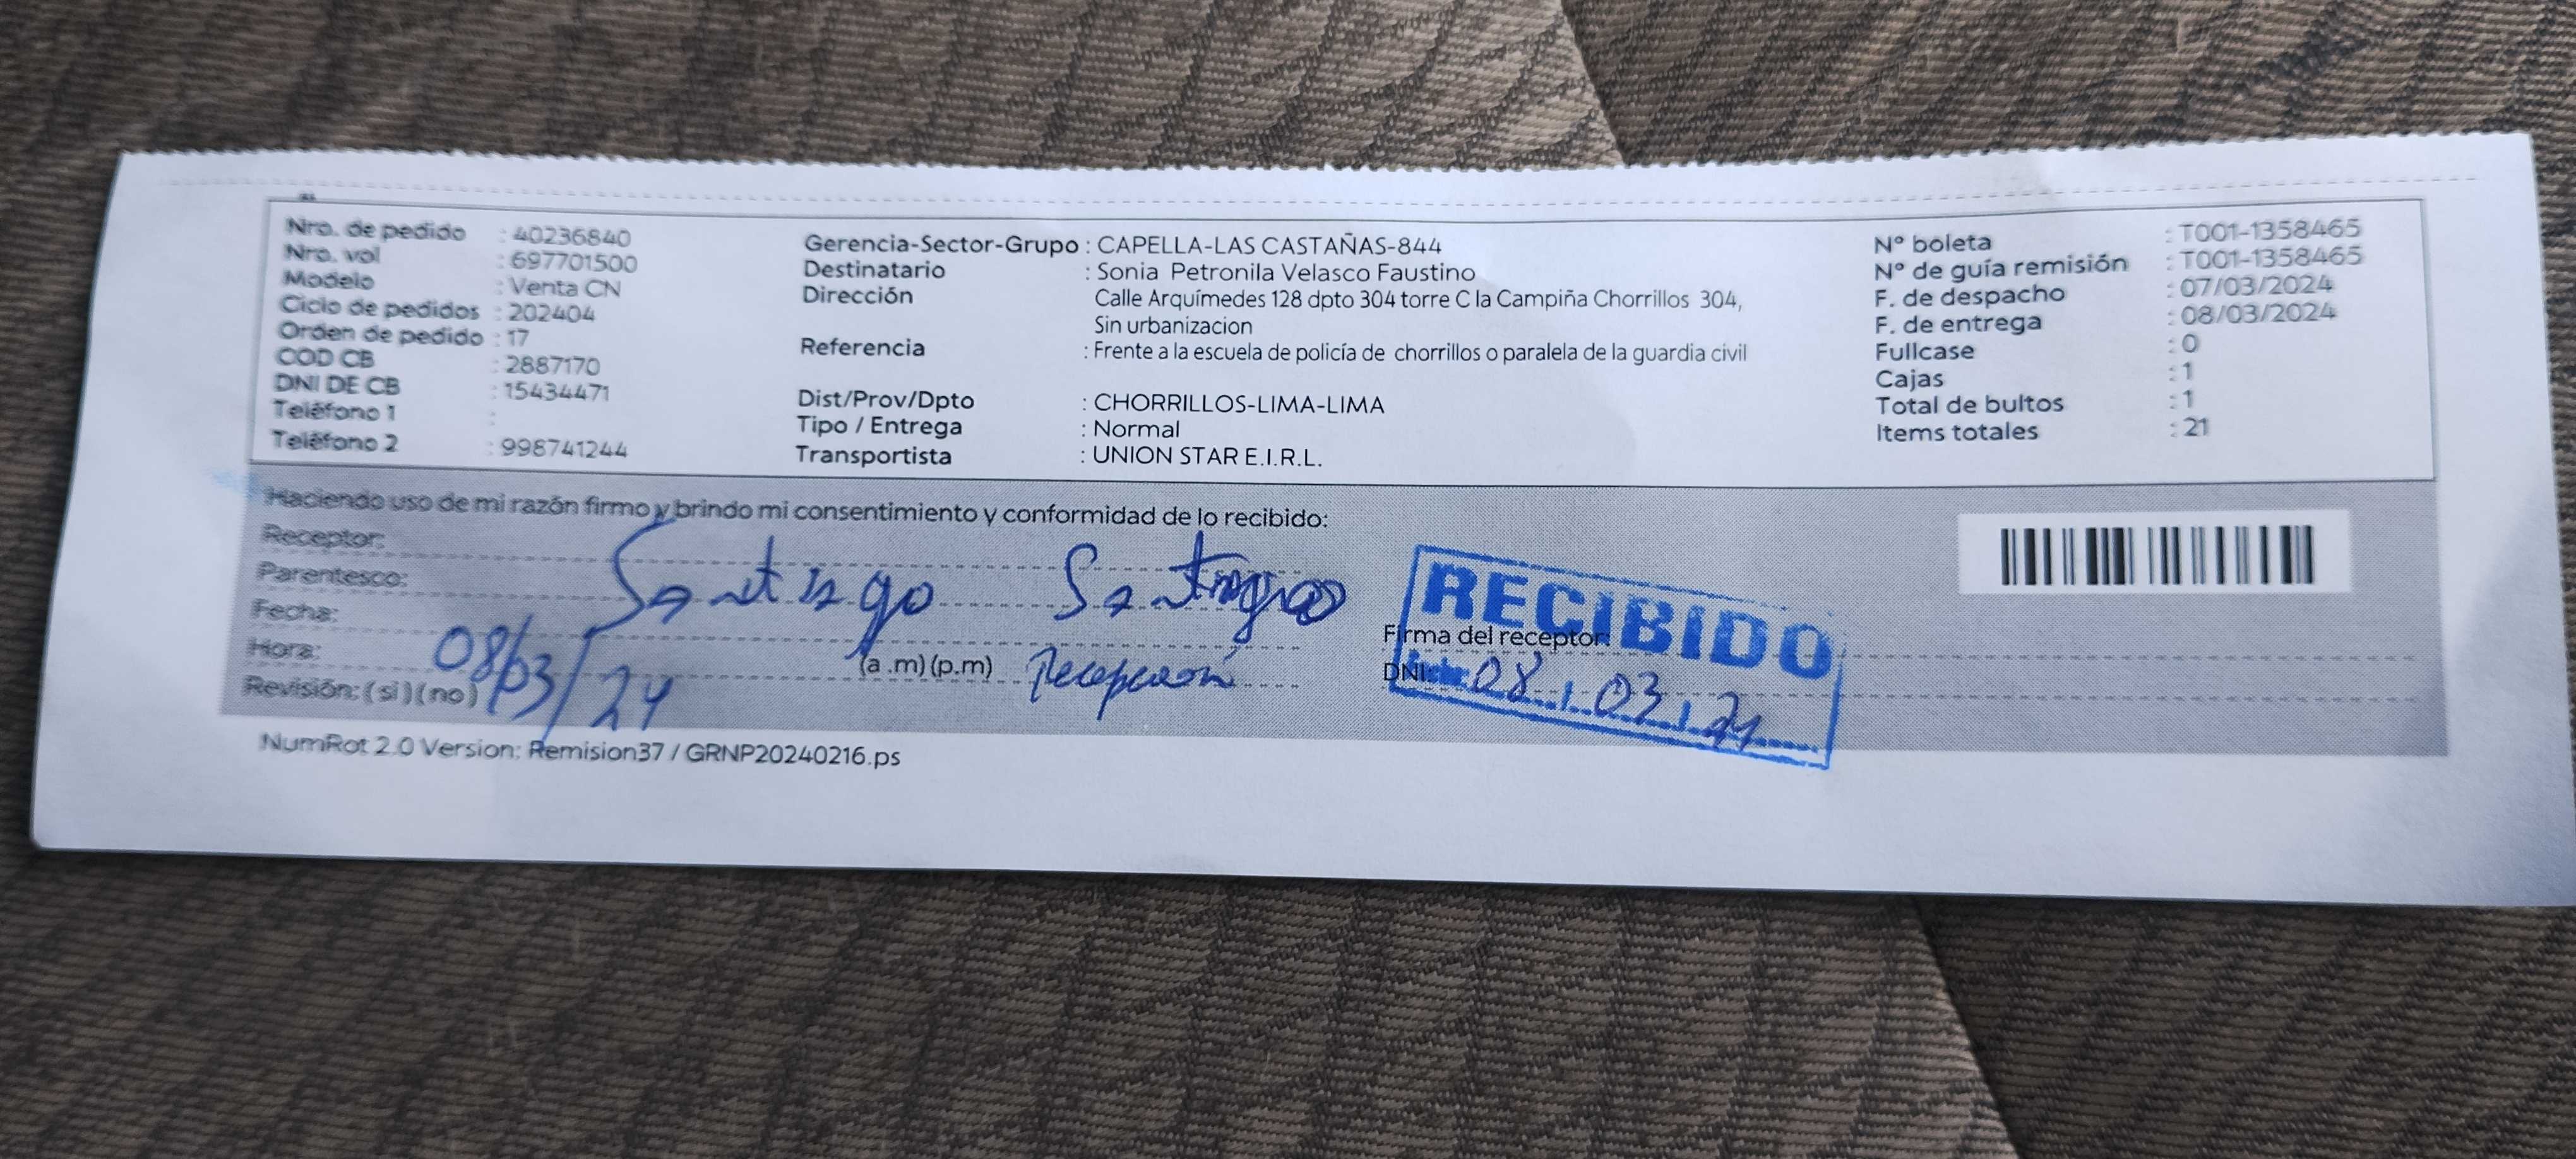 Nro. de pedido : 40236840
Nro. vol : 697701500
Modelo : Venta CN
Ciclo de pedidos : 202404
Orden de pedido : 17
COD CB : 2887170
DNI DE CB : 15434471
Teléfono 1 :
Teléfono 2 : 998741244
Gerencia-Sector-Grupo : CAPELLA-LAS CASTAÑAS-844
Destinatario : Sonia Petronila Velasco Faustino
Dirección Calle Arquímedes 128 dpto 304 torre C la Campiña Chorrillos 304,
Sin urbanizacion
Referencia : Frente a la escuela de policía de chorrillos o paralela de la guardia civil
Dist/Prov/Dpto : CHORRILLOS-LIMA-LIMA
Tipo / Entrega : Normal
Transportista : UNION STAR E.I.R.L.
N° boleta : T001-1358465
N° de guía remisión : T001-1358465
F. de despacho : 07/03/2024
F. de entrega : 08/03/2024
Fullcase : 0
Cajas : 1
Total de bultos : 1
Items totales : 21
Haciendo uso de mi razón firmo y brindo mi consentimiento y conformidad de lo recibido:
Receptor:
Parentesco: Santiago
Fecha:
Hora: 08/03/24 (a.m)(p.m) Recepción
Revisión: (si)(no)
RECIBIDO
Firma del receptor:
DNI: 08 03 24
NumRot 2.0 Version: Remision37 / GRNP20240216.ps